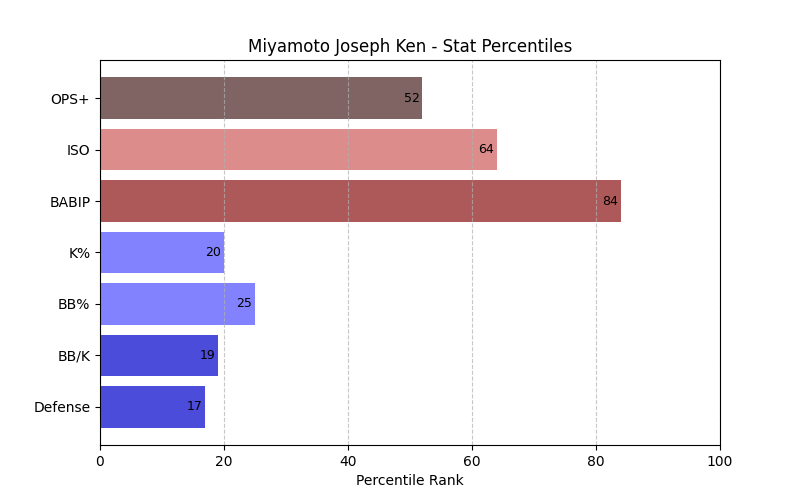 Miyamoto Joseph Ken - Stat Percentiles
OPS+ 52
ISO 64
BABIP 84
K% 20
BB% 25
BB/K 19
Defense 17
0 20 40 60 80 100
Percentile Rank